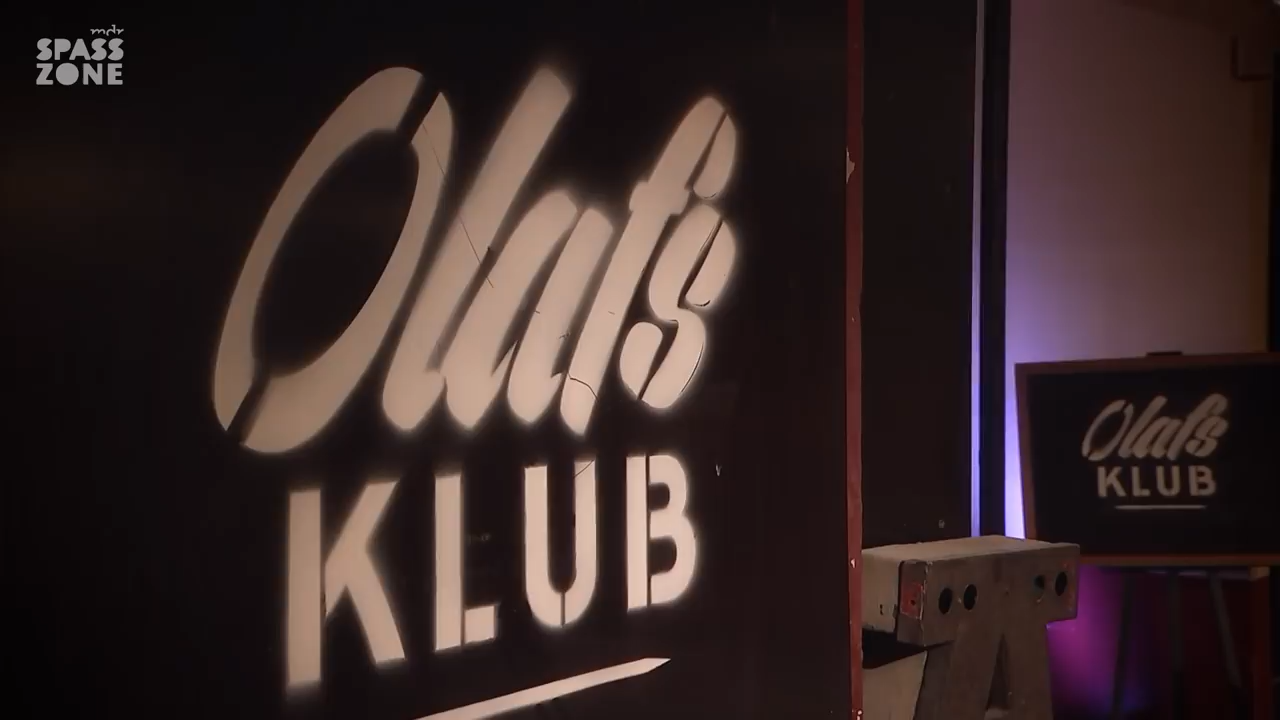 mdr
SPASS
ZONE
Olafs
KLUB
Olafs
KLUB